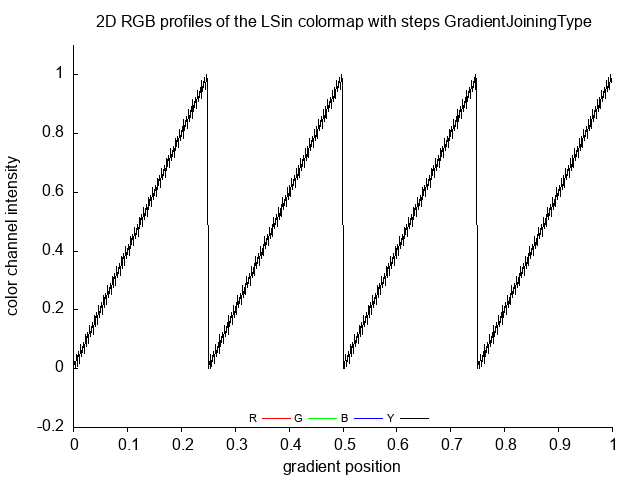 2D RGB profiles of the LSin colormap with steps GradientJoiningType
color channel intensity
1
0.8
0.6
0.4
0.2
0
-0.2
R G B Y
0 0.1 0.2 0.3 0.4 0.5 0.6 0.7 0.8 0.9 1
gradient position